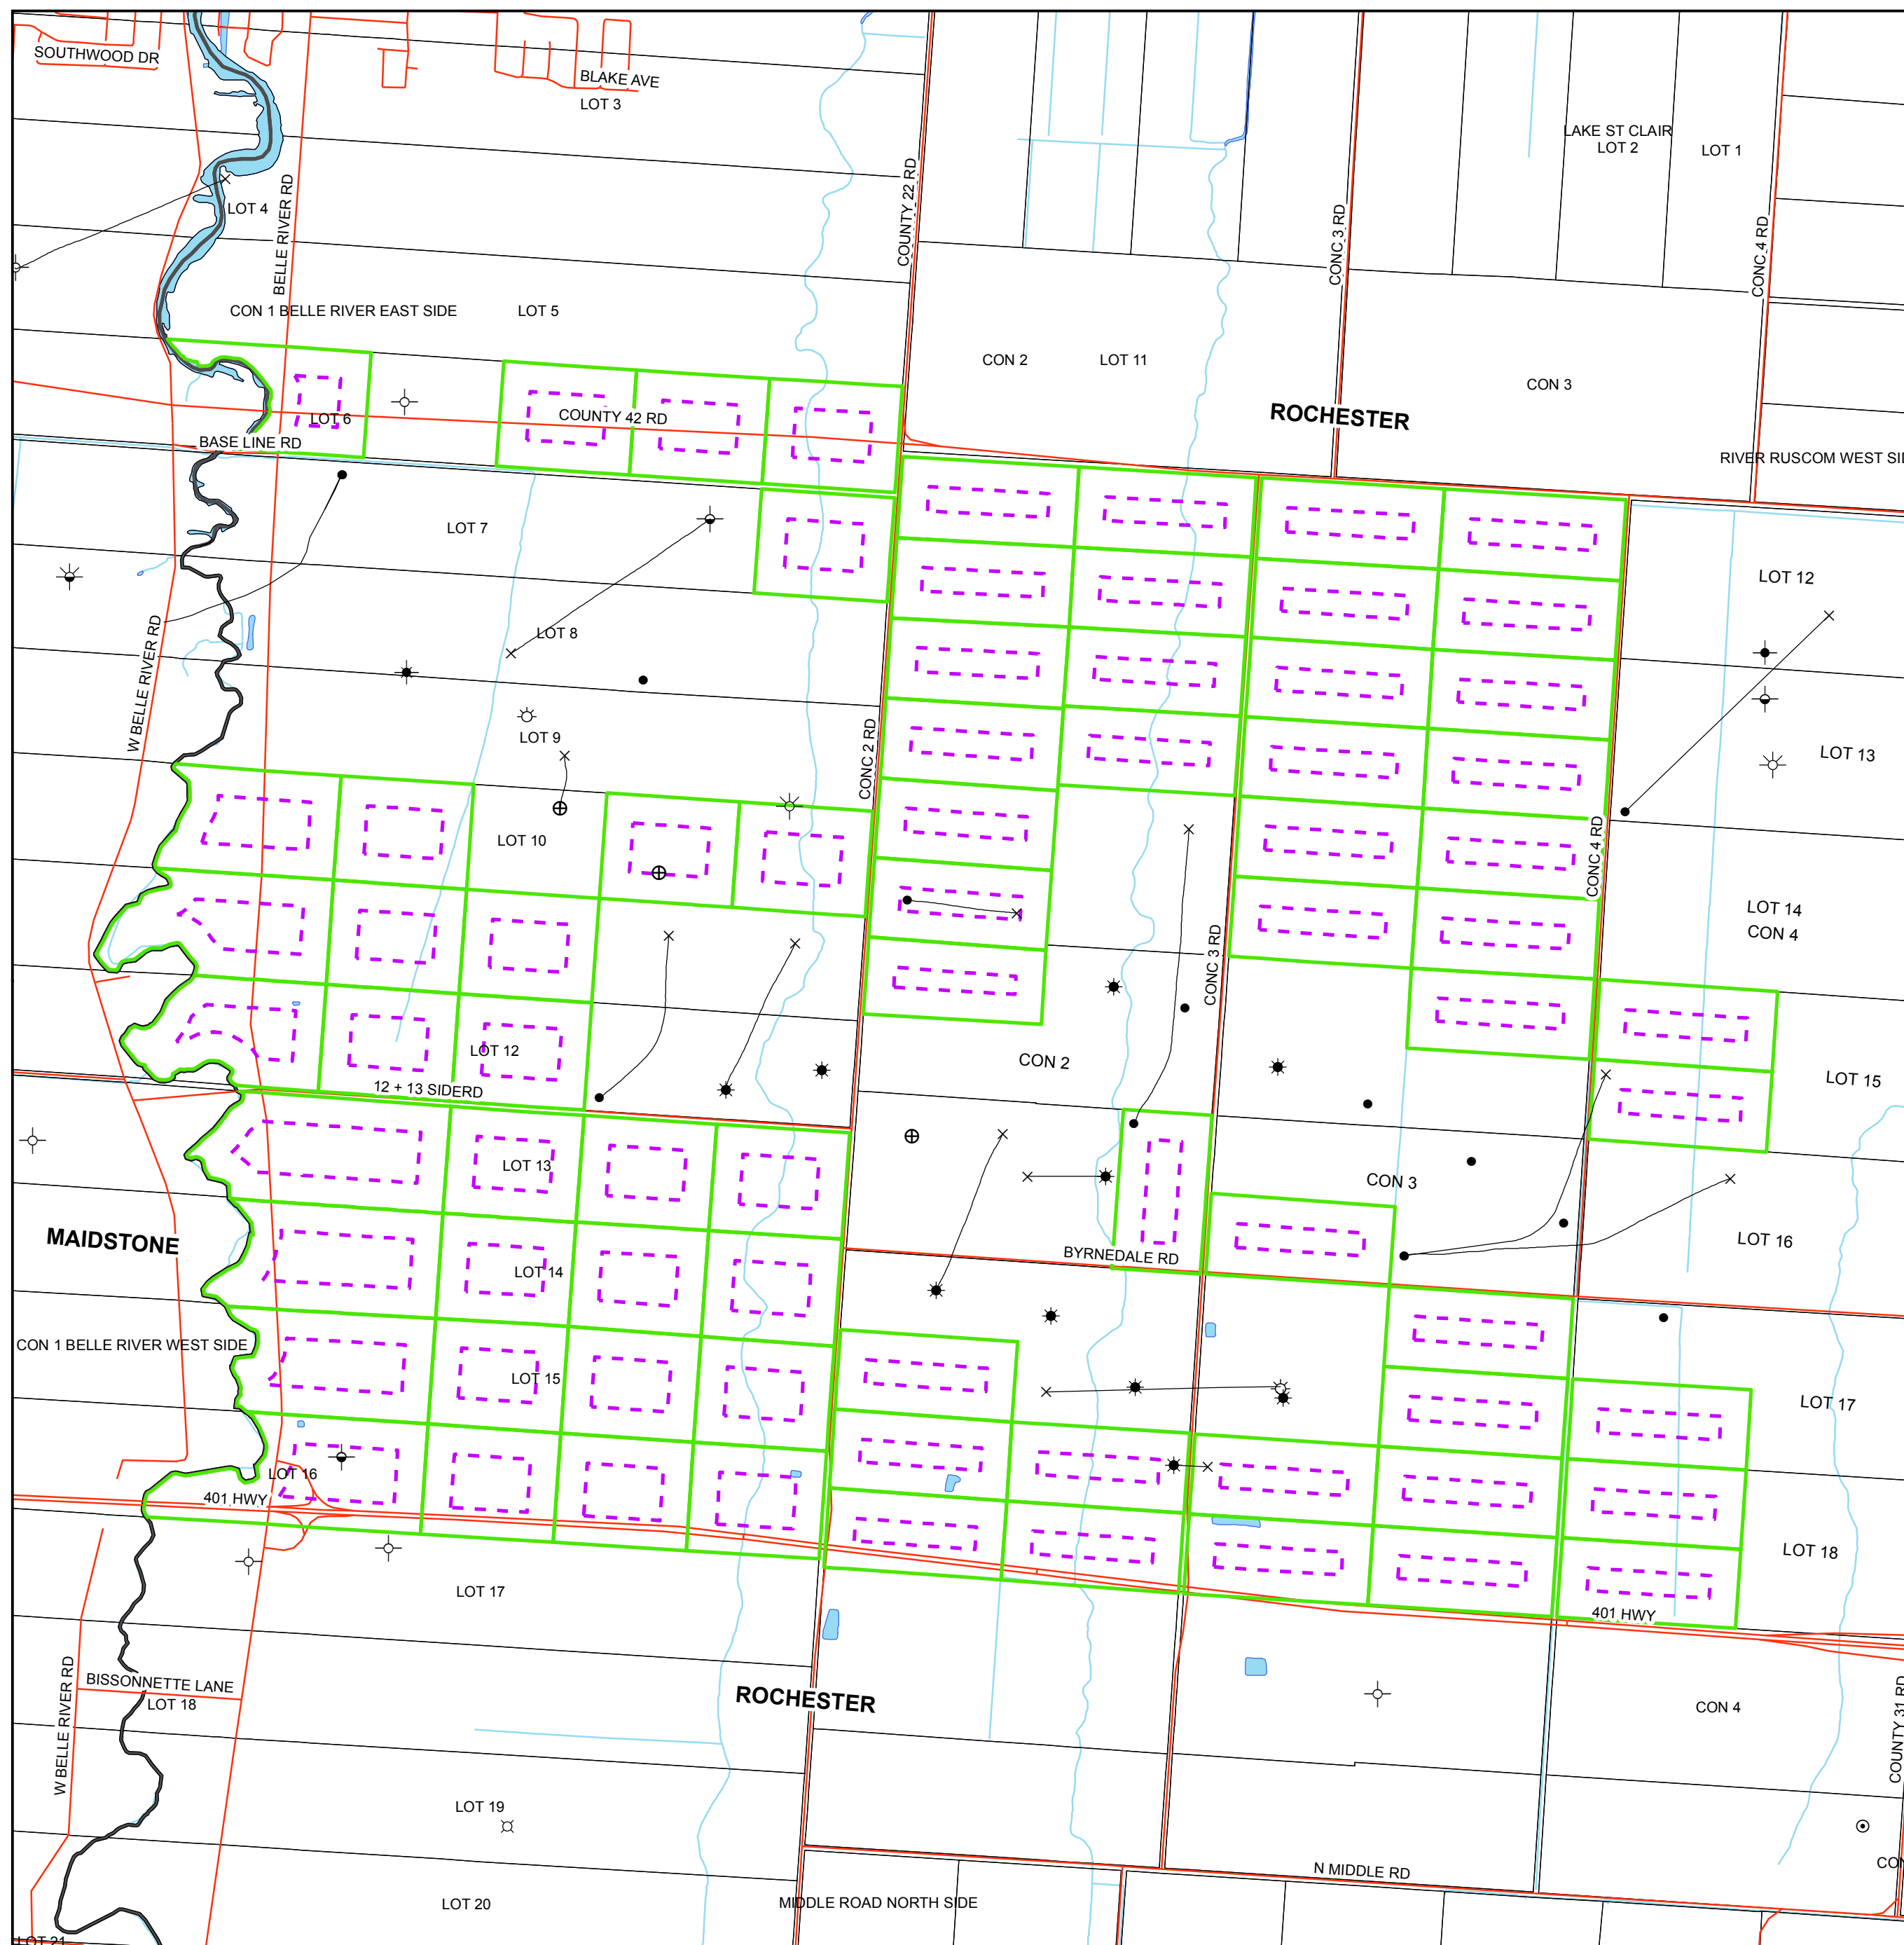 SOUTHWOOD DR
BLAKE AVE
LOT 3
LAKE ST CLAIR
LOT 2
LOT 1
COUNTY 22 RD
BELLE RIVER RD
LOT 4
CONC 3 RD
CONC 4 RD
CON 1 BELLE RIVER EAST SIDE
LOT 5
CON 2
LOT 11
CON 3
ROCHESTER
COUNTY 42 RD
LOT 6
BASE LINE RD
RIVER RUSCOM WEST SI
LOT 7
LOT 12
LOT 8
W BELLE RIVER RD
LOT 9
CONC 2 RD
LOT 13
LOT 10
CONC 4 RD
LOT 14
CON 4
CONC 3 RD
LOT 12
CON 2
LOT 15
12 + 13 SIDERD
LOT 13
CON 3
MAIDSTONE
BYRNEDALE RD
LOT 16
LOT 14
CON 1 BELLE RIVER WEST SIDE
LOT 15
LOT 17
LOT 16
401 HWY
LOT 18
LOT 17
401 HWY
W BELLE RIVER RD
BISSONNETTE LANE
LOT 18
ROCHESTER
CON 4
COUNTY 31 RD
LOT 19
N MIDDLE RD
CON
LOT 20
MIDDLE ROAD NORTH SIDE
LOT 21